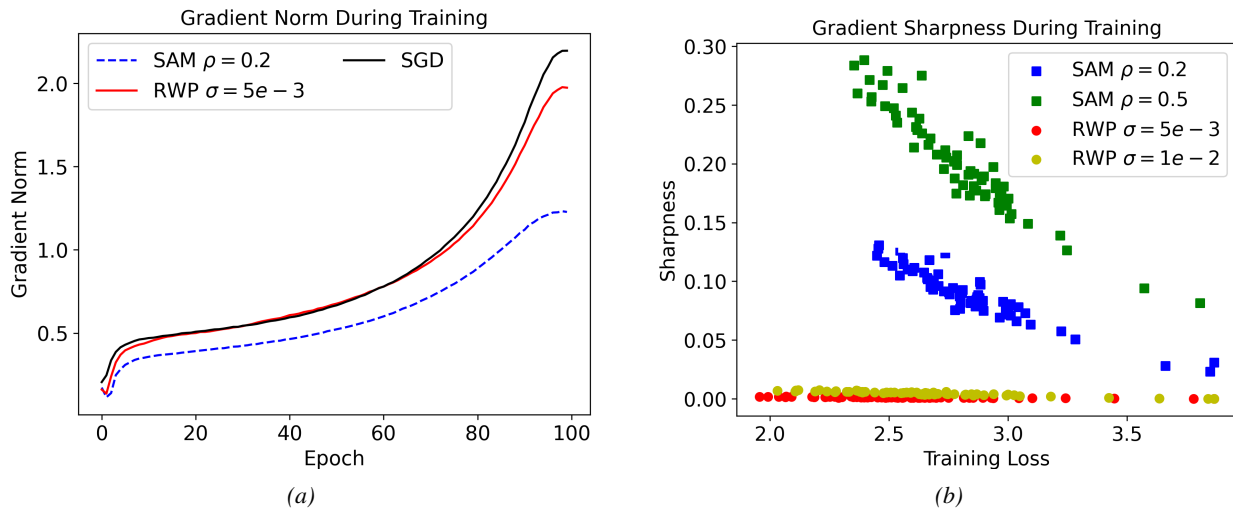 Gradient Norm During Training
SAM ρ = 0.2
RWP σ = 5e − 3
SGD
2.0
1.5
1.0
0.5
Gradient Norm
0 20 40 60 80 100
Epoch
(a)
Gradient Sharpness During Training
SAM ρ = 0.2
SAM ρ = 0.5
RWP σ = 5e − 3
RWP σ = 1e − 2
0.30
0.25
0.20
0.15
0.10
0.05
0.00
Sharpness
2.0 2.5 3.0 3.5
Training Loss
(b)